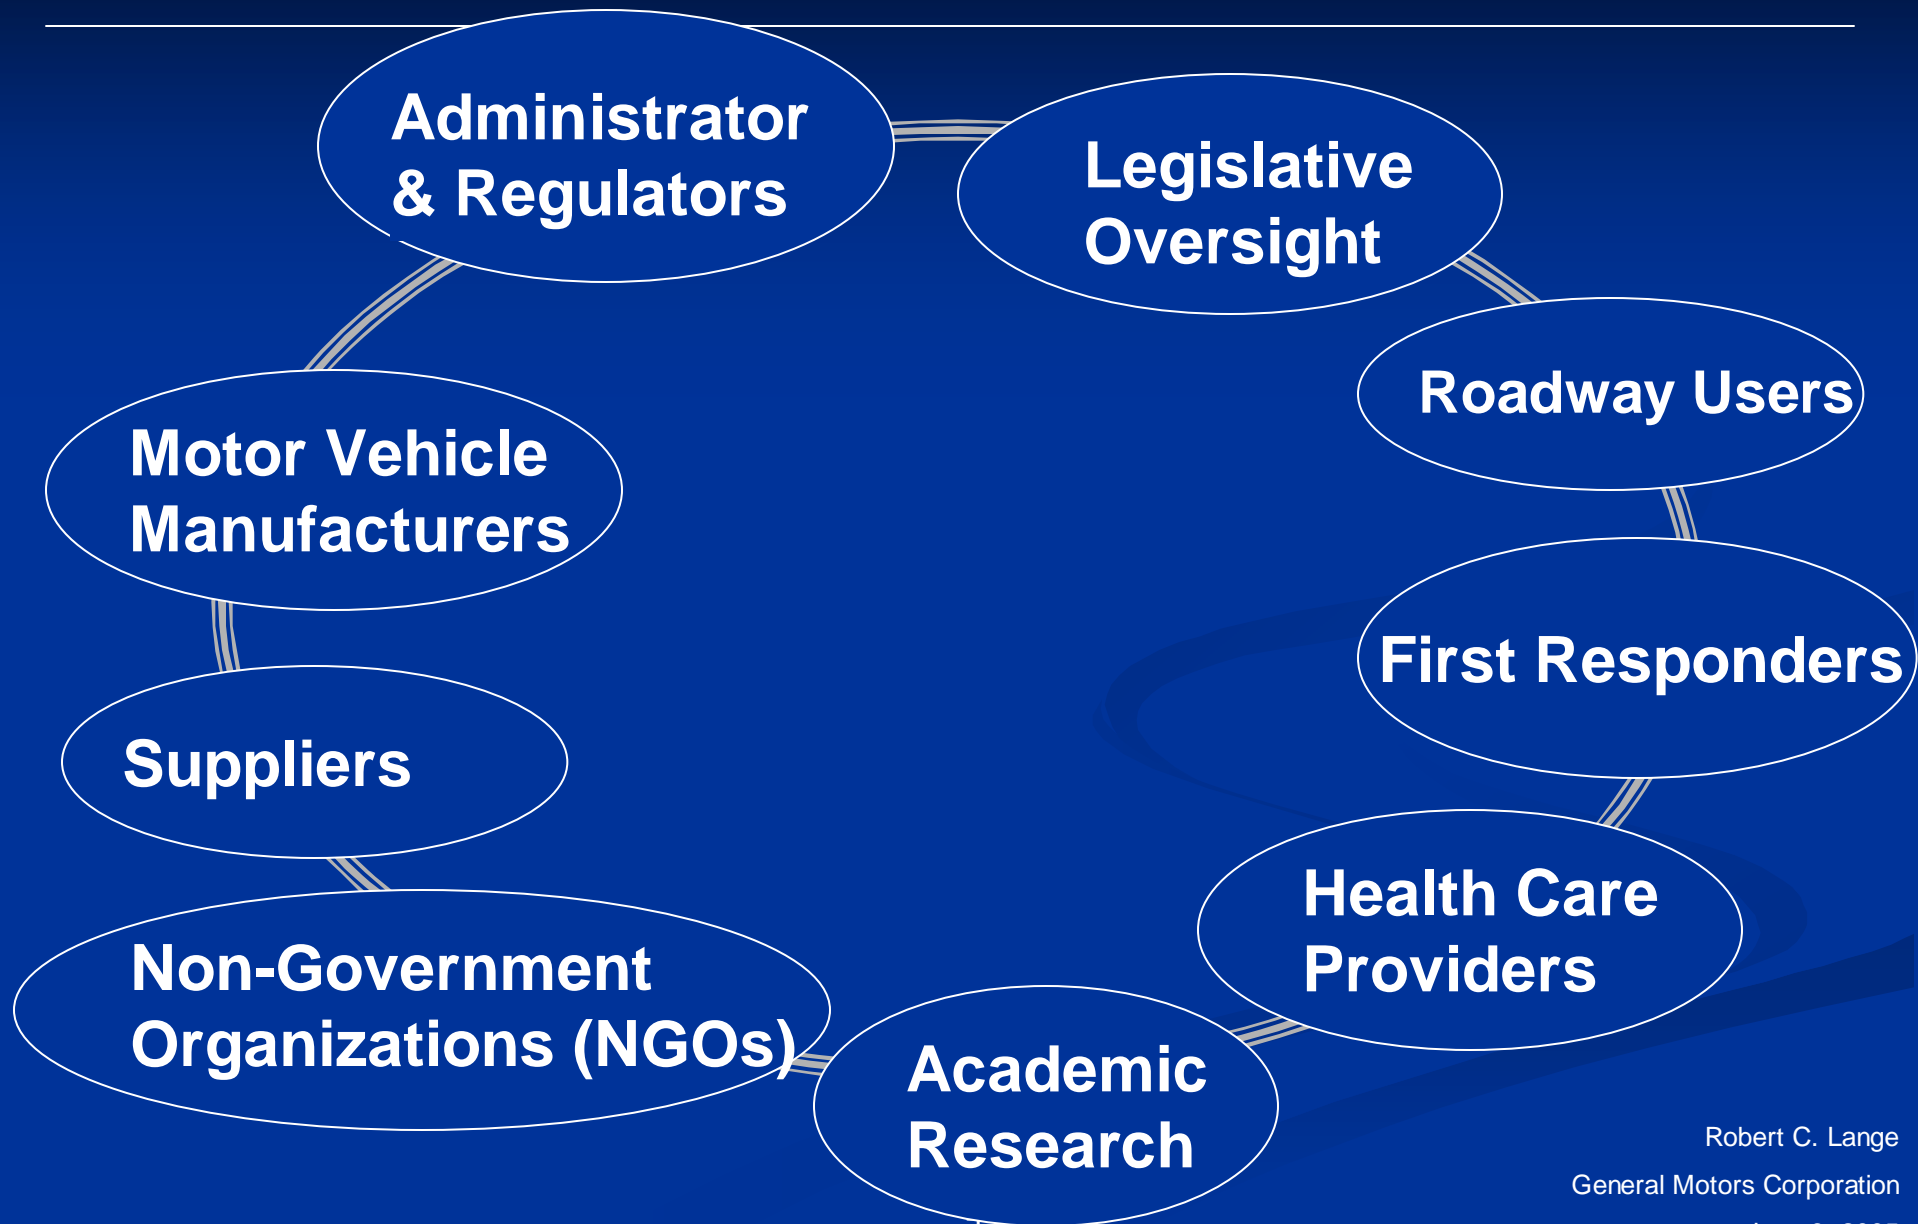 Administrator
& Regulators
Legislative
Oversight
Roadway Users
Motor Vehicle
Manufacturers
First Responders
Suppliers
Health Care
Providers
Non-Government
Organizations (NGOs)
Academic
Research
Robert C. Lange
General Motors Corporation